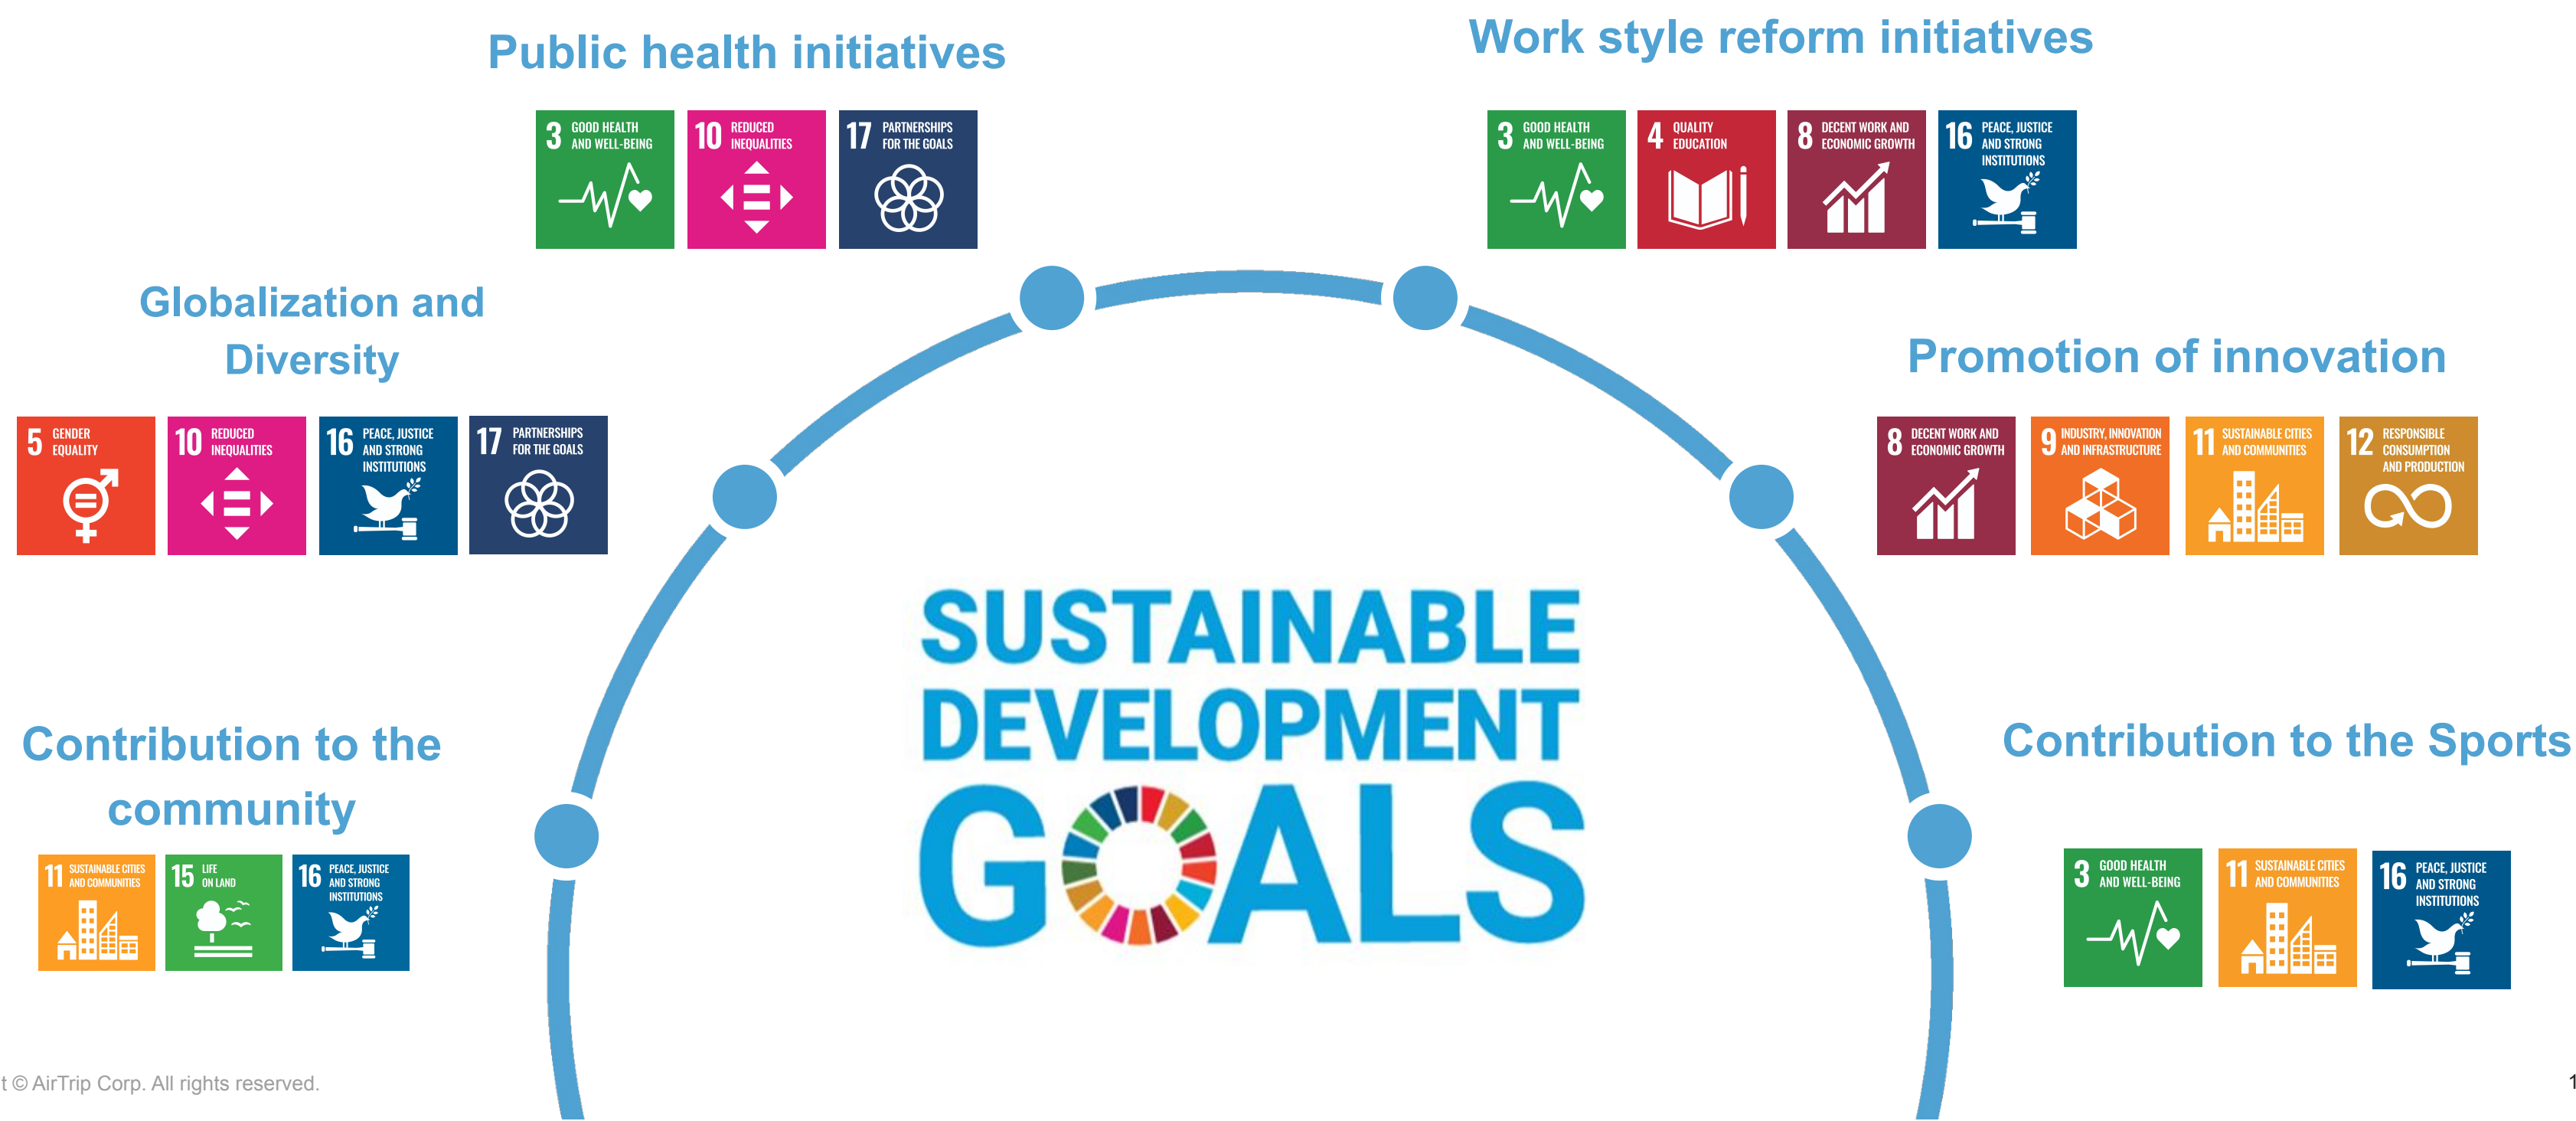 Public health initiatives
3 GOOD HEALTH
AND WELL-BEING
10 REDUCED
INEQUALITIES
17 PARTNERSHIPS
FOR THE GOALS
Work style reform initiatives
3 GOOD HEALTH
AND WELL-BEING
4 QUALITY
EDUCATION
8 DECENT WORK AND
ECONOMIC GROWTH
16 PEACE, JUSTICE
AND STRONG
INSTITUTIONS
Globalization and
Diversity
5 GENDER
EQUALITY
10 REDUCED
INEQUALITIES
16 PEACE, JUSTICE
AND STRONG
INSTITUTIONS
17 PARTNERSHIPS
FOR THE GOALS
Promotion of innovation
8 DECENT WORK AND
ECONOMIC GROWTH
9 INDUSTRY, INNOVATION
AND INFRASTRUCTURE
11 SUSTAINABLE CITIES
AND COMMUNITIES
12 RESPONSIBLE
CONSUMPTION
AND PRODUCTION
SUSTAINABLE
DEVELOPMENT
GOALS
Contribution to the
community
11 SUSTAINABLE CITIES
AND COMMUNITIES
15 LIFE
ON LAND
16 PEACE, JUSTICE
AND STRONG
INSTITUTIONS
Contribution to the Sports
3 GOOD HEALTH
AND WELL-BEING
11 SUSTAINABLE CITIES
AND COMMUNITIES
16 PEACE, JUSTICE
AND STRONG
INSTITUTIONS
t © AirTrip Corp. All rights reserved.
1